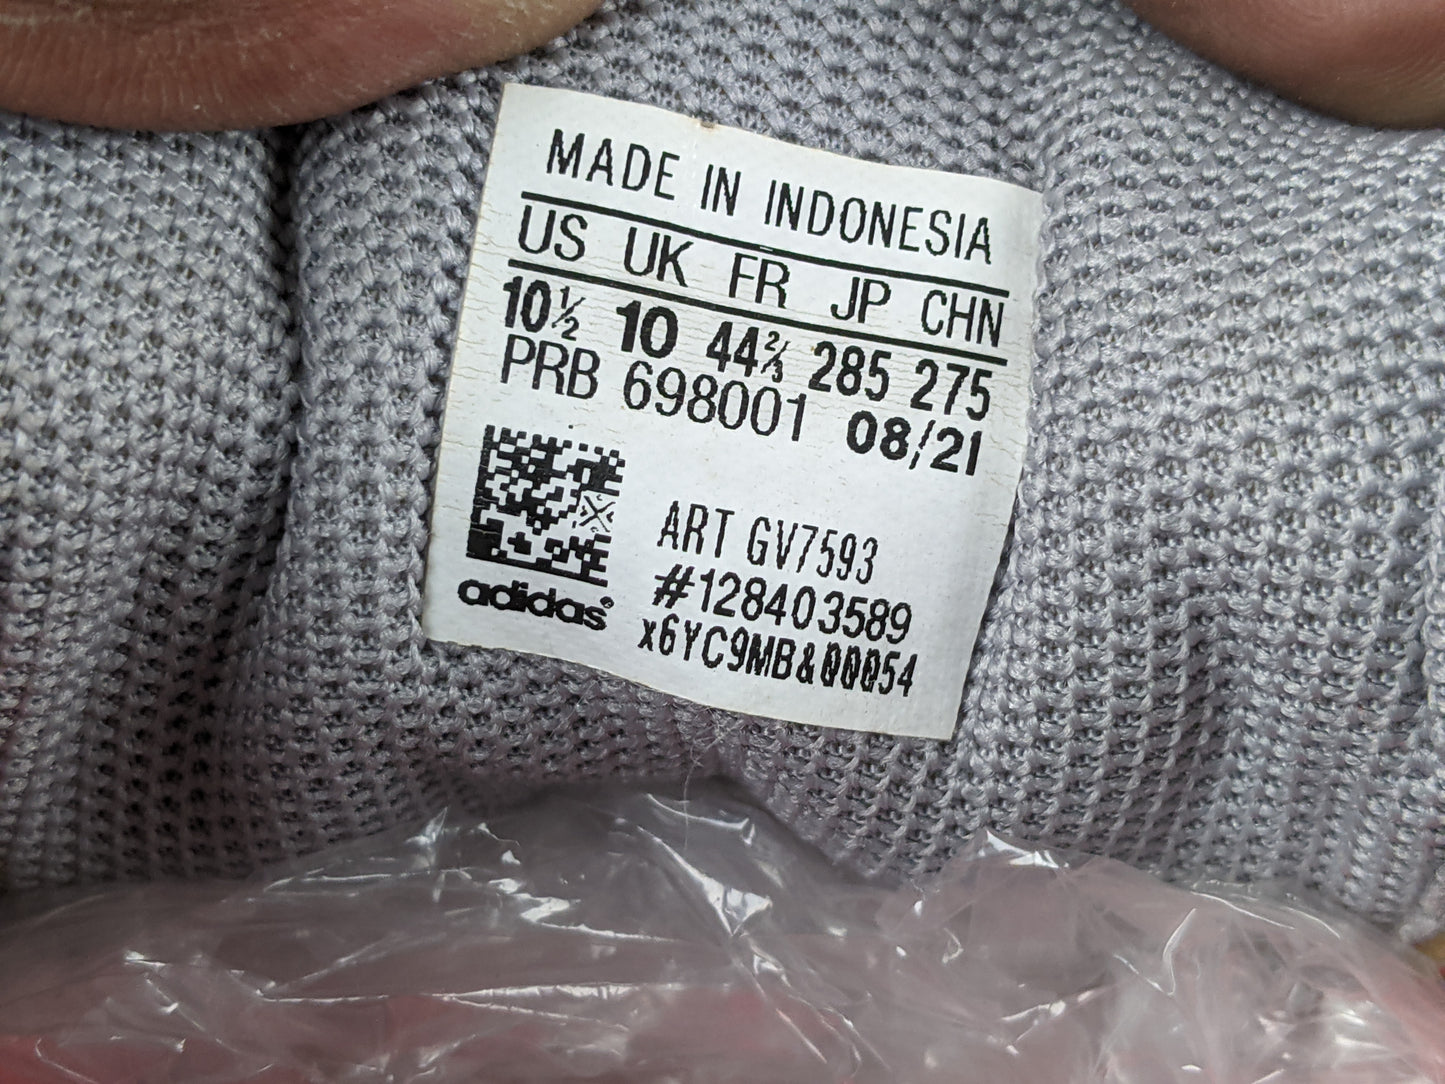 MADE IN INDONESIA
US UK FR JP CHN
10½ 10 44⅔ 285 275
PRB 698001 08/21
ART GV7593
#128403589
x6YC9MB&00054
adidas®